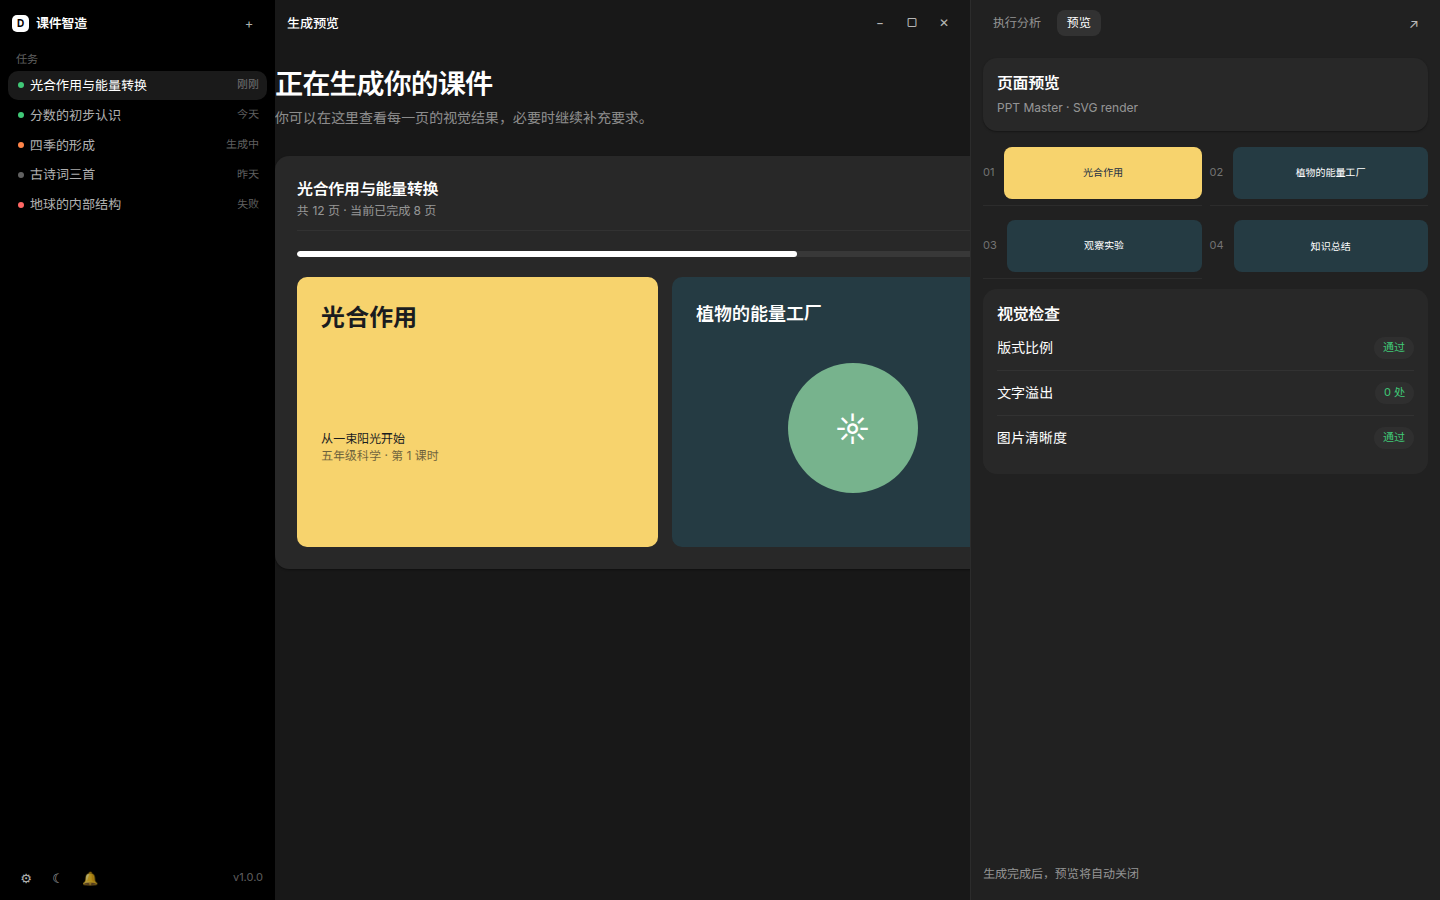 D 课件智造 +
任务
光合作用与能量转换 刚刚
分数的初步认识 今天
四季的形成 生成中
古诗词三首 昨天
地球的内部结构 失败
v1.0.0
生成预览
正在生成你的课件
你可以在这里查看每一页的视觉结果，必要时继续补充要求。
光合作用与能量转换
共 12 页 · 当前已完成 8 页
光合作用
从一束阳光开始
五年级科学 · 第 1 课时
植物的能量工厂
执行分析 预览
页面预览
PPT Master · SVG render
01 光合作用
02 植物的能量工厂
03 观察实验
04 知识总结
视觉检查
版式比例 通过
文字溢出 0 处
图片清晰度 通过
生成完成后，预览将自动关闭